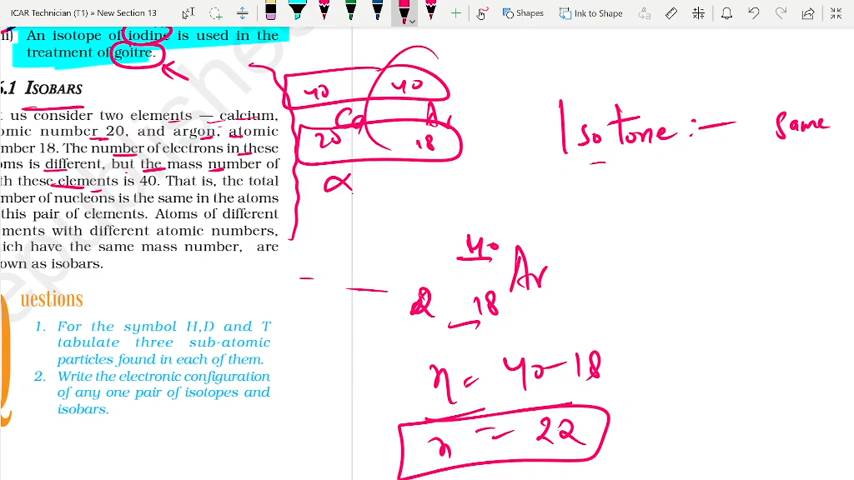 ICAR Technician (T1) » New Section 13
Shapes
Ink to Shape
An isotope of iodine is used in the
treatment of goitre.
.1 ISOBARS
us consider two elements — calcium,
omic number 20, and argon, atomic
mber 18. The number of electrons in these
oms is different, but the mass number of
th these elements is 40. That is, the total
mber of nucleons is the same in the atoms
this pair of elements. Atoms of different
ments with different atomic numbers,
ich have the same mass number, are
own as isobars.
uestions
1. For the symbol H,D and T
tabulate three sub-atomic
particles found in each of them.
2. Write the electronic configuration
of any one pair of isotopes and
isobars.
40 40
Ca Ar
20 18
α
Isotone :— same
40
Ar
18
n = 40-18
n = 22